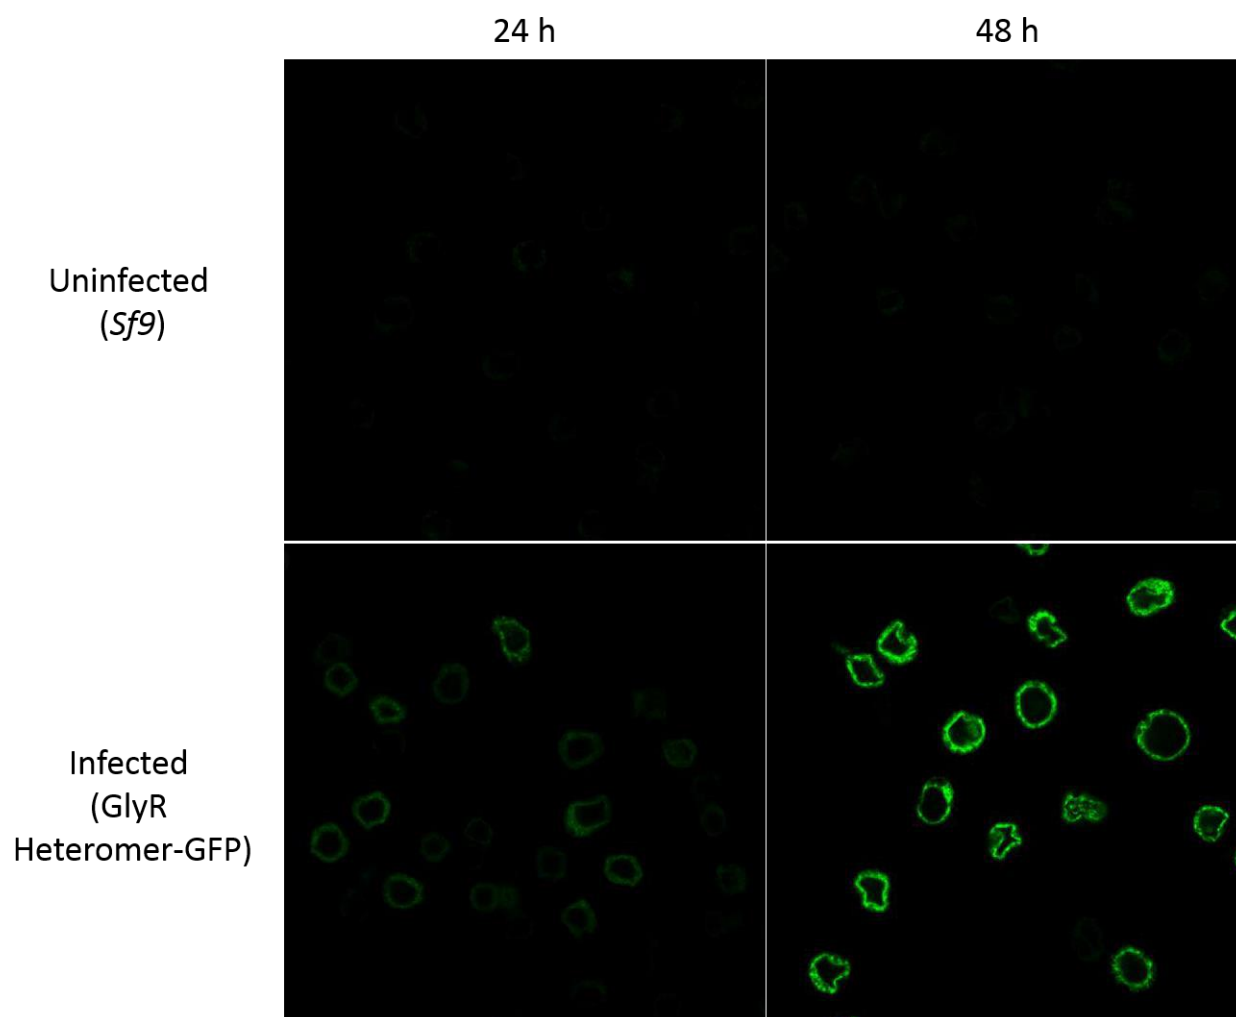 24 h
48 h
Uninfected
(Sf9)
Infected
(GlyR
Heteromer-GFP)